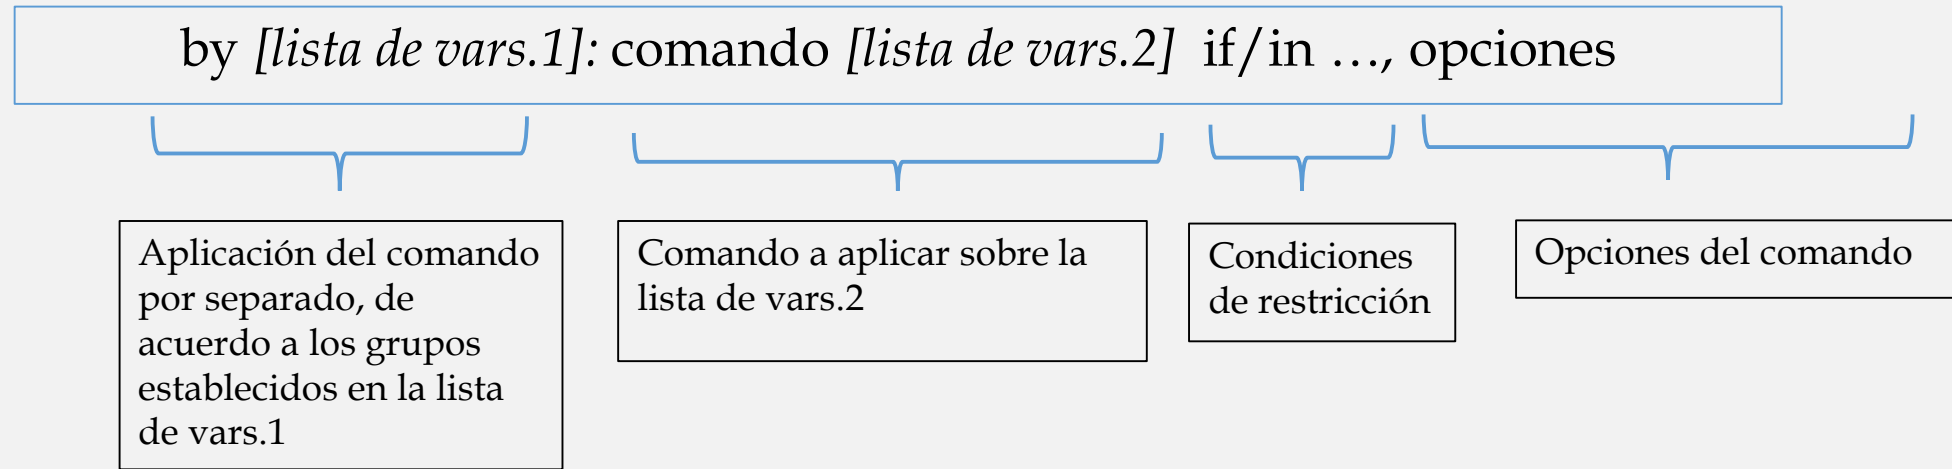 by [lista de vars.1]: comando [lista de vars.2] if/in …, opciones
Aplicación del comando
por separado, de
acuerdo a los grupos
establecidos en la lista
de vars.1
Comando a aplicar sobre la
lista de vars.2
Condiciones
de restricción
Opciones del comando